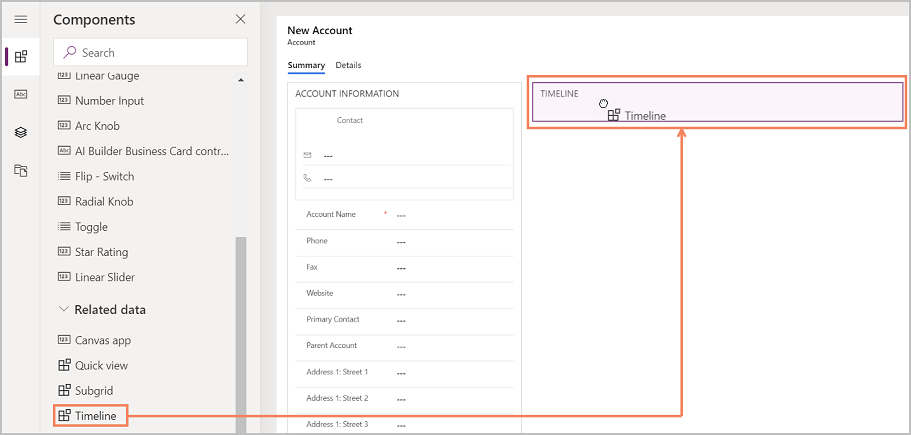 Components
Search
Linear Gauge
Number Input
Arc Knob
AI Builder Business Card contr...
Flip - Switch
Radial Knob
Toggle
Star Rating
Linear Slider
Related data
Canvas app
Quick view
Subgrid
Timeline
New Account
Account
Summary Details
ACCOUNT INFORMATION
Contact
---
---
Account Name * ---
Phone ---
Fax ---
Website ---
Primary Contact ---
Parent Account ---
Address 1: Street 1 ---
Address 1: Street 2 ---
Address 1: Street 3 ---
TIMELINE
Timeline